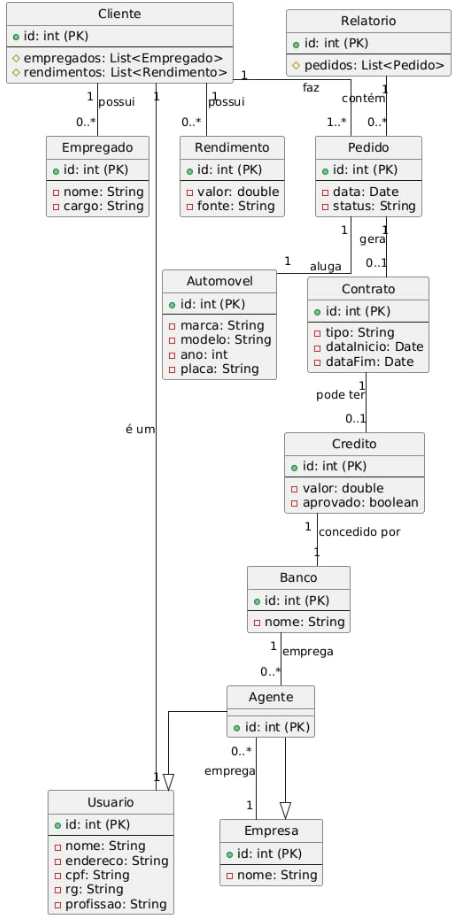 Cliente
id: int (PK)
empregados: List<Empregado>
rendimentos: List<Rendimento>
Relatorio
id: int (PK)
pedidos: List<Pedido>
1
possui
0..*
1
1
possui
0..*
1
faz
1..*
1
contém
0..*
Empregado
id: int (PK)
nome: String
cargo: String
Rendimento
id: int (PK)
valor: double
fonte: String
Pedido
id: int (PK)
data: Date
status: String
1
aluga
1
1
gera
0..1
Automovel
id: int (PK)
marca: String
modelo: String
ano: int
placa: String
Contrato
id: int (PK)
tipo: String
dataInicio: Date
dataFim: Date
1
pode ter
0..1
é um
Credito
id: int (PK)
valor: double
aprovado: boolean
1
concedido por
1
Banco
id: int (PK)
nome: String
1
emprega
0..*
Agente
id: int (PK)
0..*
emprega
1
1
Usuario
id: int (PK)
nome: String
endereco: String
cpf: String
rg: String
profissao: String
Empresa
id: int (PK)
nome: String